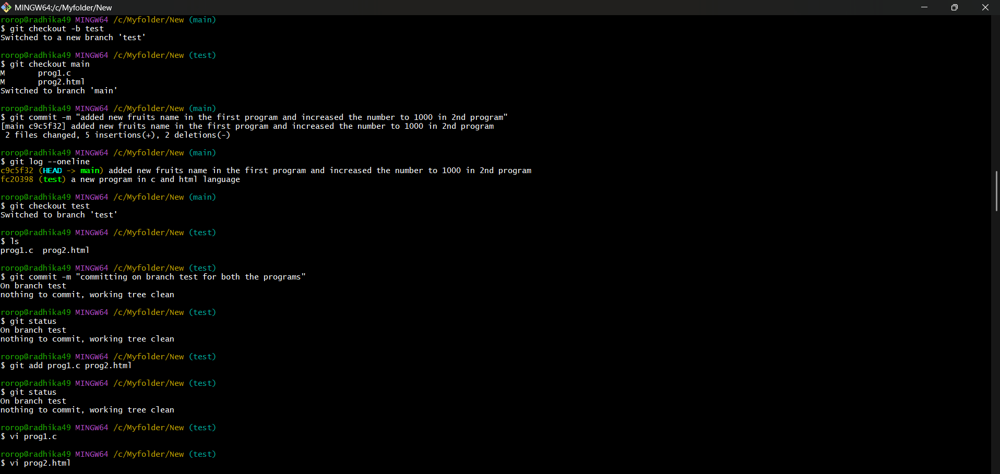 MINGW64:/c/Myfolder/New
rorop@radhika49 MINGW64 /c/Myfolder/New (main)
$ git checkout -b test
Switched to a new branch 'test'
rorop@radhika49 MINGW64 /c/Myfolder/New (test)
$ git checkout main
M       prog1.c
M       prog2.html
Switched to branch 'main'
rorop@radhika49 MINGW64 /c/Myfolder/New (main)
$ git commit -m "added new fruits name in the first program and increased the number to 1000 in 2nd program"
[main c9c5f32] added new fruits name in the first program and increased the number to 1000 in 2nd program
 2 files changed, 5 insertions(+), 2 deletions(-)
rorop@radhika49 MINGW64 /c/Myfolder/New (main)
$ git log --oneline
c9c5f32 (HEAD -> main) added new fruits name in the first program and increased the number to 1000 in 2nd program
fc20398 (test) a new program in c and html language
rorop@radhika49 MINGW64 /c/Myfolder/New (main)
$ git checkout test
Switched to branch 'test'
rorop@radhika49 MINGW64 /c/Myfolder/New (test)
$ ls
prog1.c  prog2.html
rorop@radhika49 MINGW64 /c/Myfolder/New (test)
$ git commit -m "committing on branch test for both the programs"
On branch test
nothing to commit, working tree clean
rorop@radhika49 MINGW64 /c/Myfolder/New (test)
$ git status
On branch test
nothing to commit, working tree clean
rorop@radhika49 MINGW64 /c/Myfolder/New (test)
$ git add prog1.c prog2.html
rorop@radhika49 MINGW64 /c/Myfolder/New (test)
$ git status
On branch test
nothing to commit, working tree clean
rorop@radhika49 MINGW64 /c/Myfolder/New (test)
$ vi prog1.c
rorop@radhika49 MINGW64 /c/Myfolder/New (test)
$ vi prog2.html